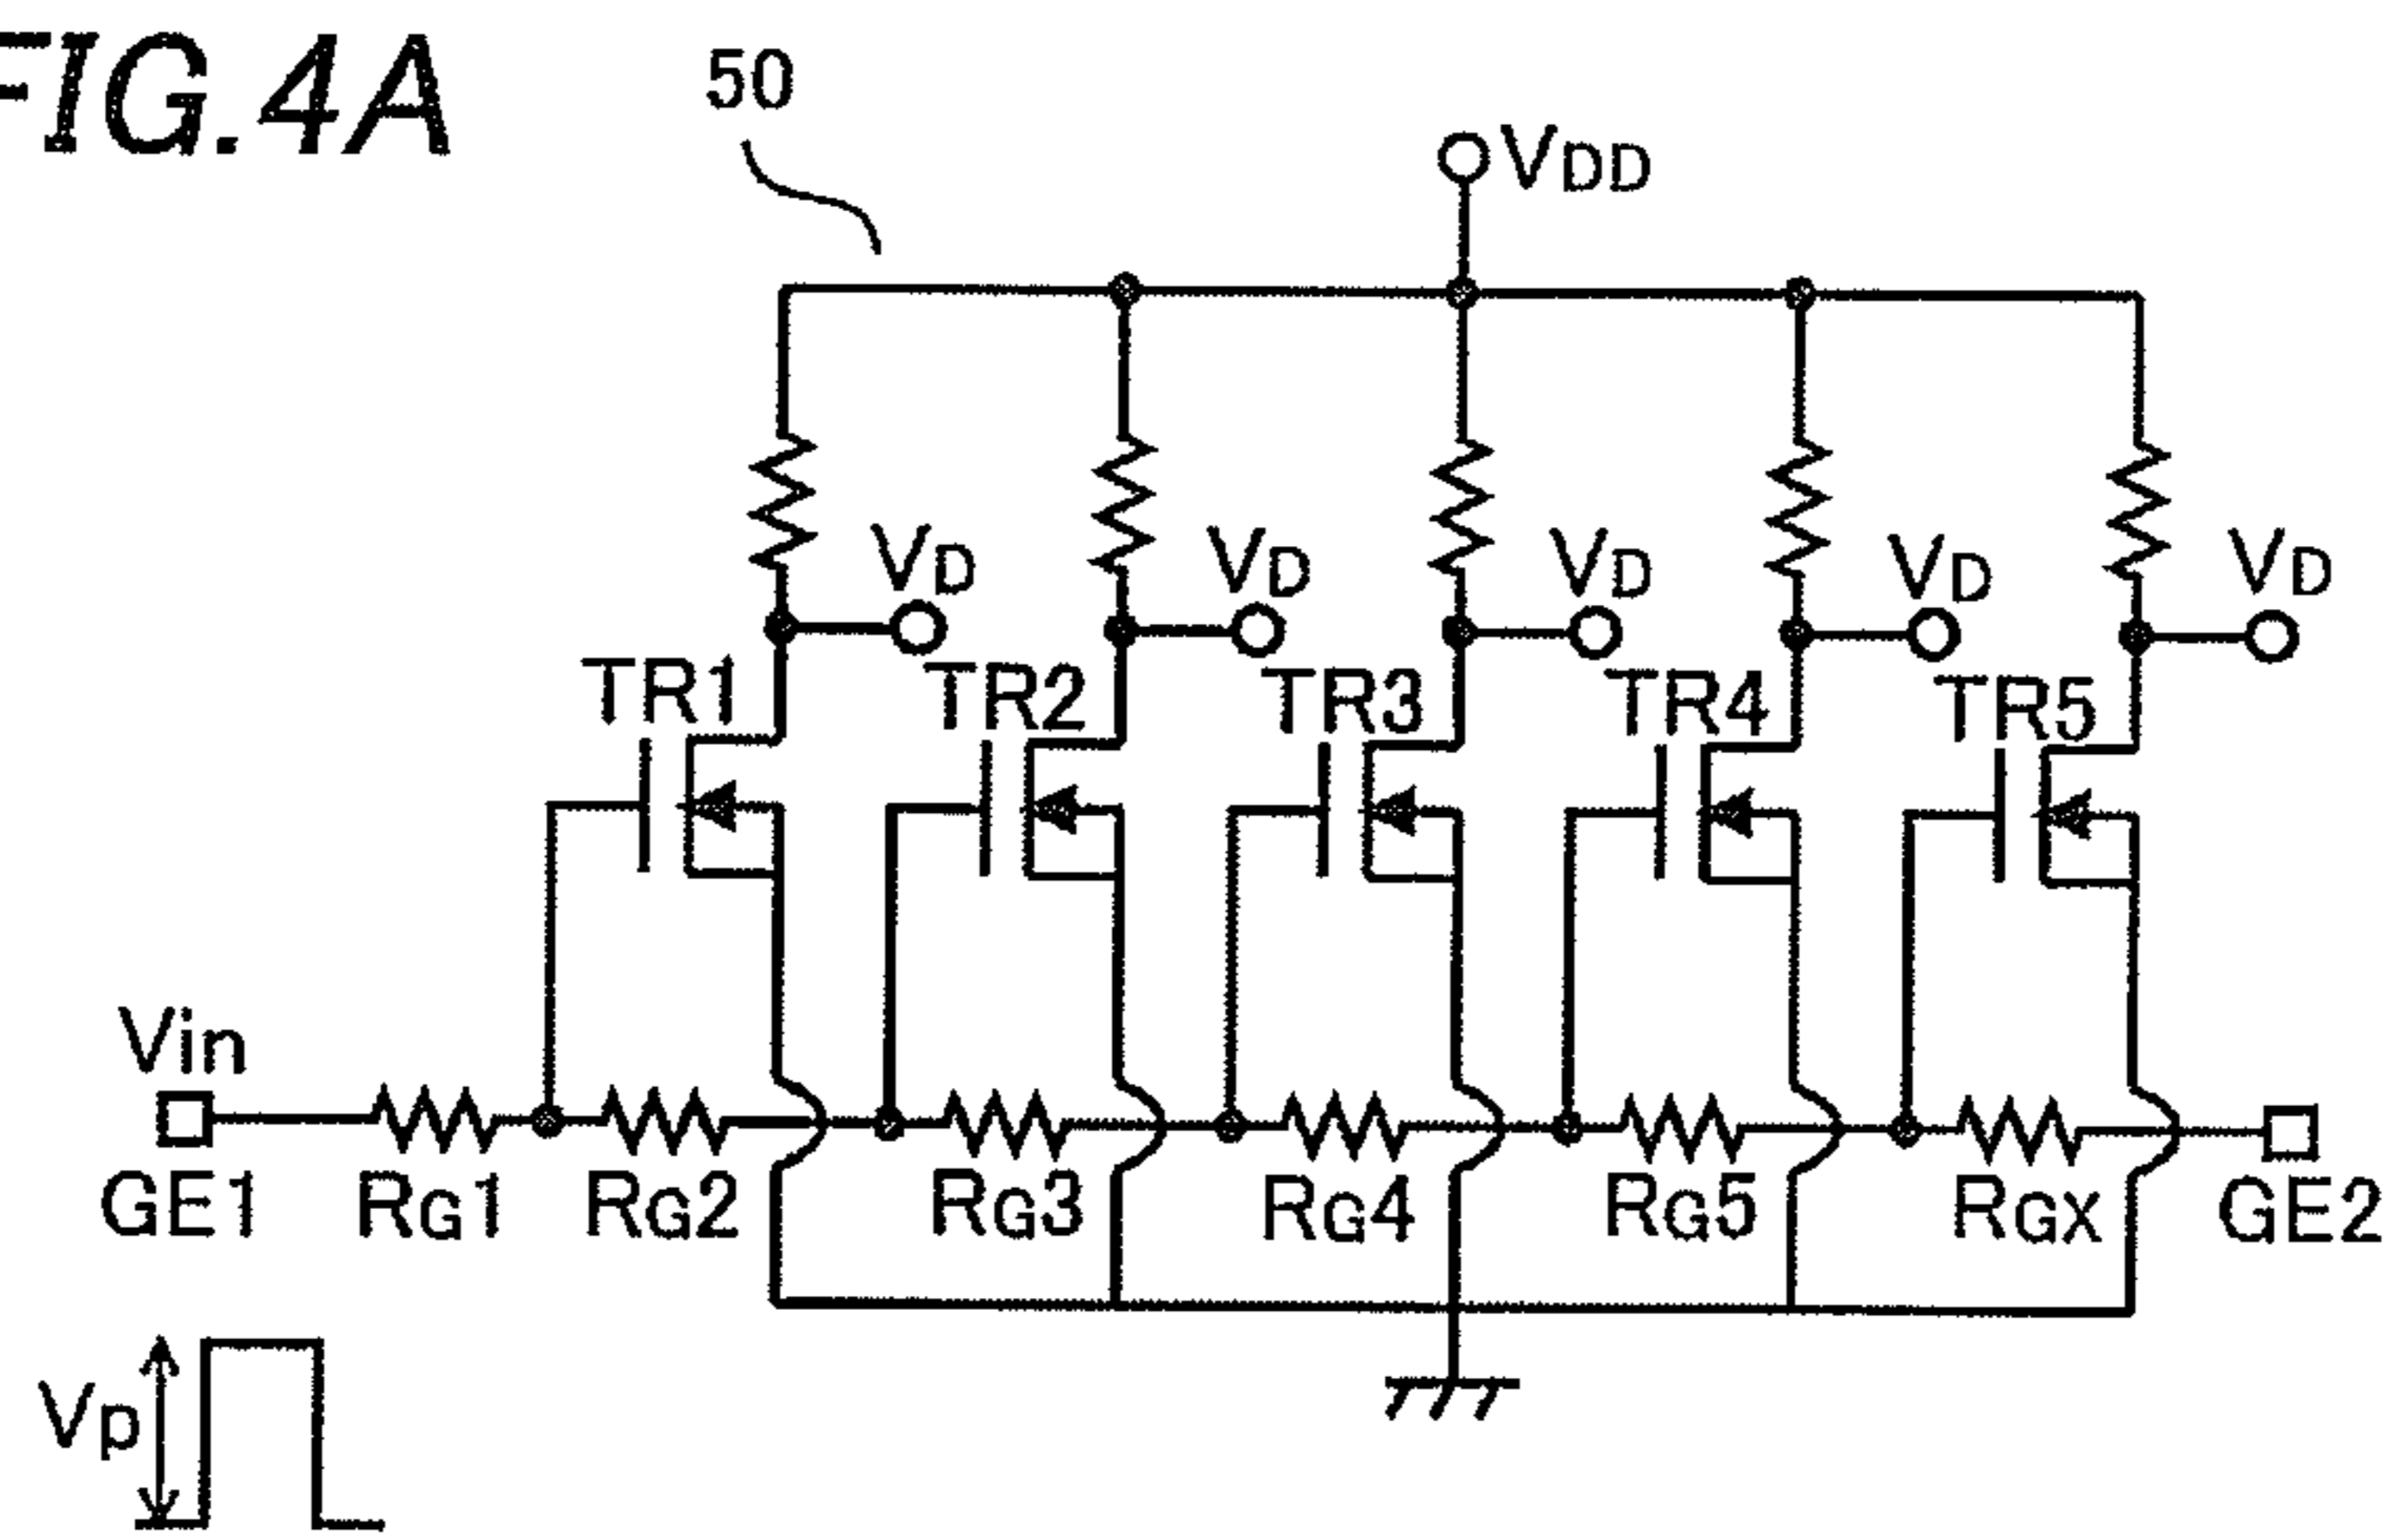 FIG.4A
50
VDD
VD VD VD VD VD
TR1 TR2 TR3 TR4 TR5
Vin
GE1 RG1 RG2 RG3 RG4 RG5 RGX GE2
Vp